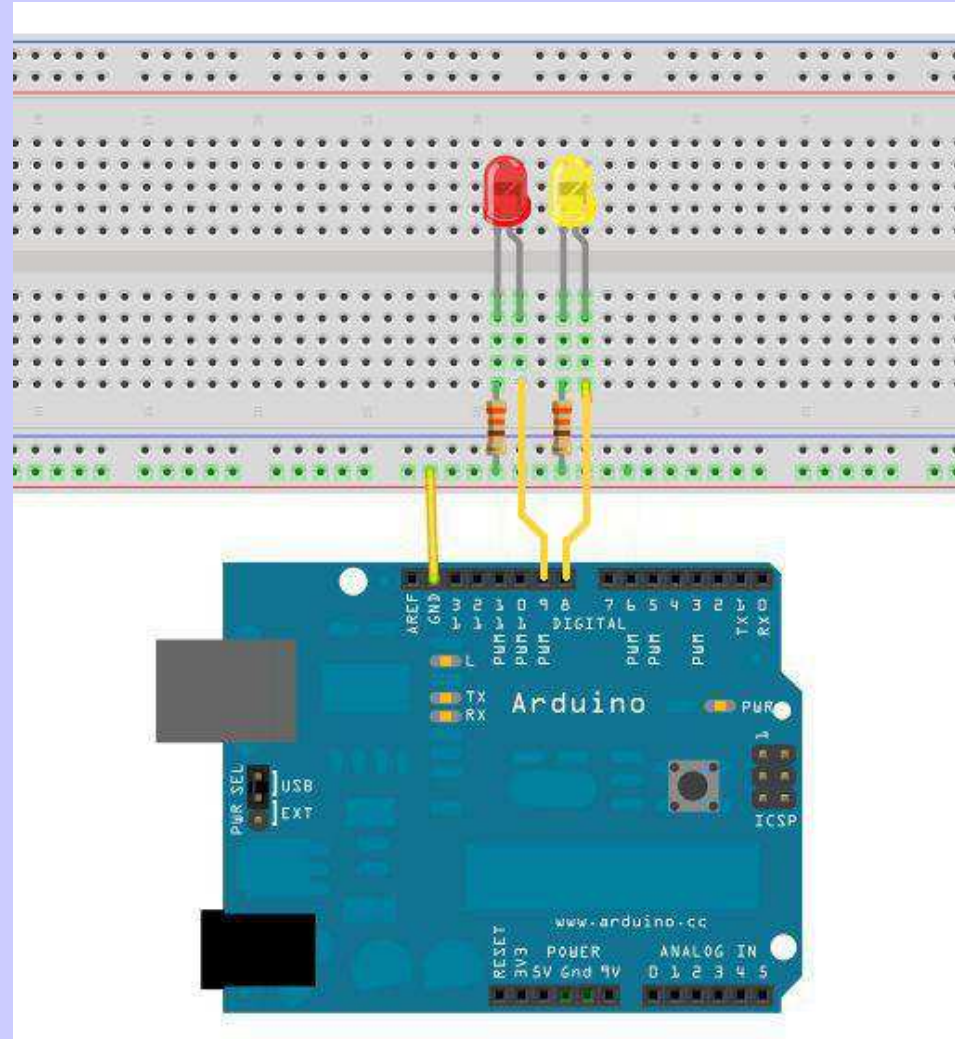 AREF
GND
13
12
11
10
9
8
7
6
5
4
3
2
TX 1
RX 0
DIGITAL
PWM
PWM
PWM
PWM
PWM
PWM
L
TX
RX
Arduino
PWR
1
ICSP
PWR SEL
USB
EXT
www.arduino.cc
POWER
ANALOG IN
RESET
3V3
5V Gnd 9V
0 1 2 3 4 5